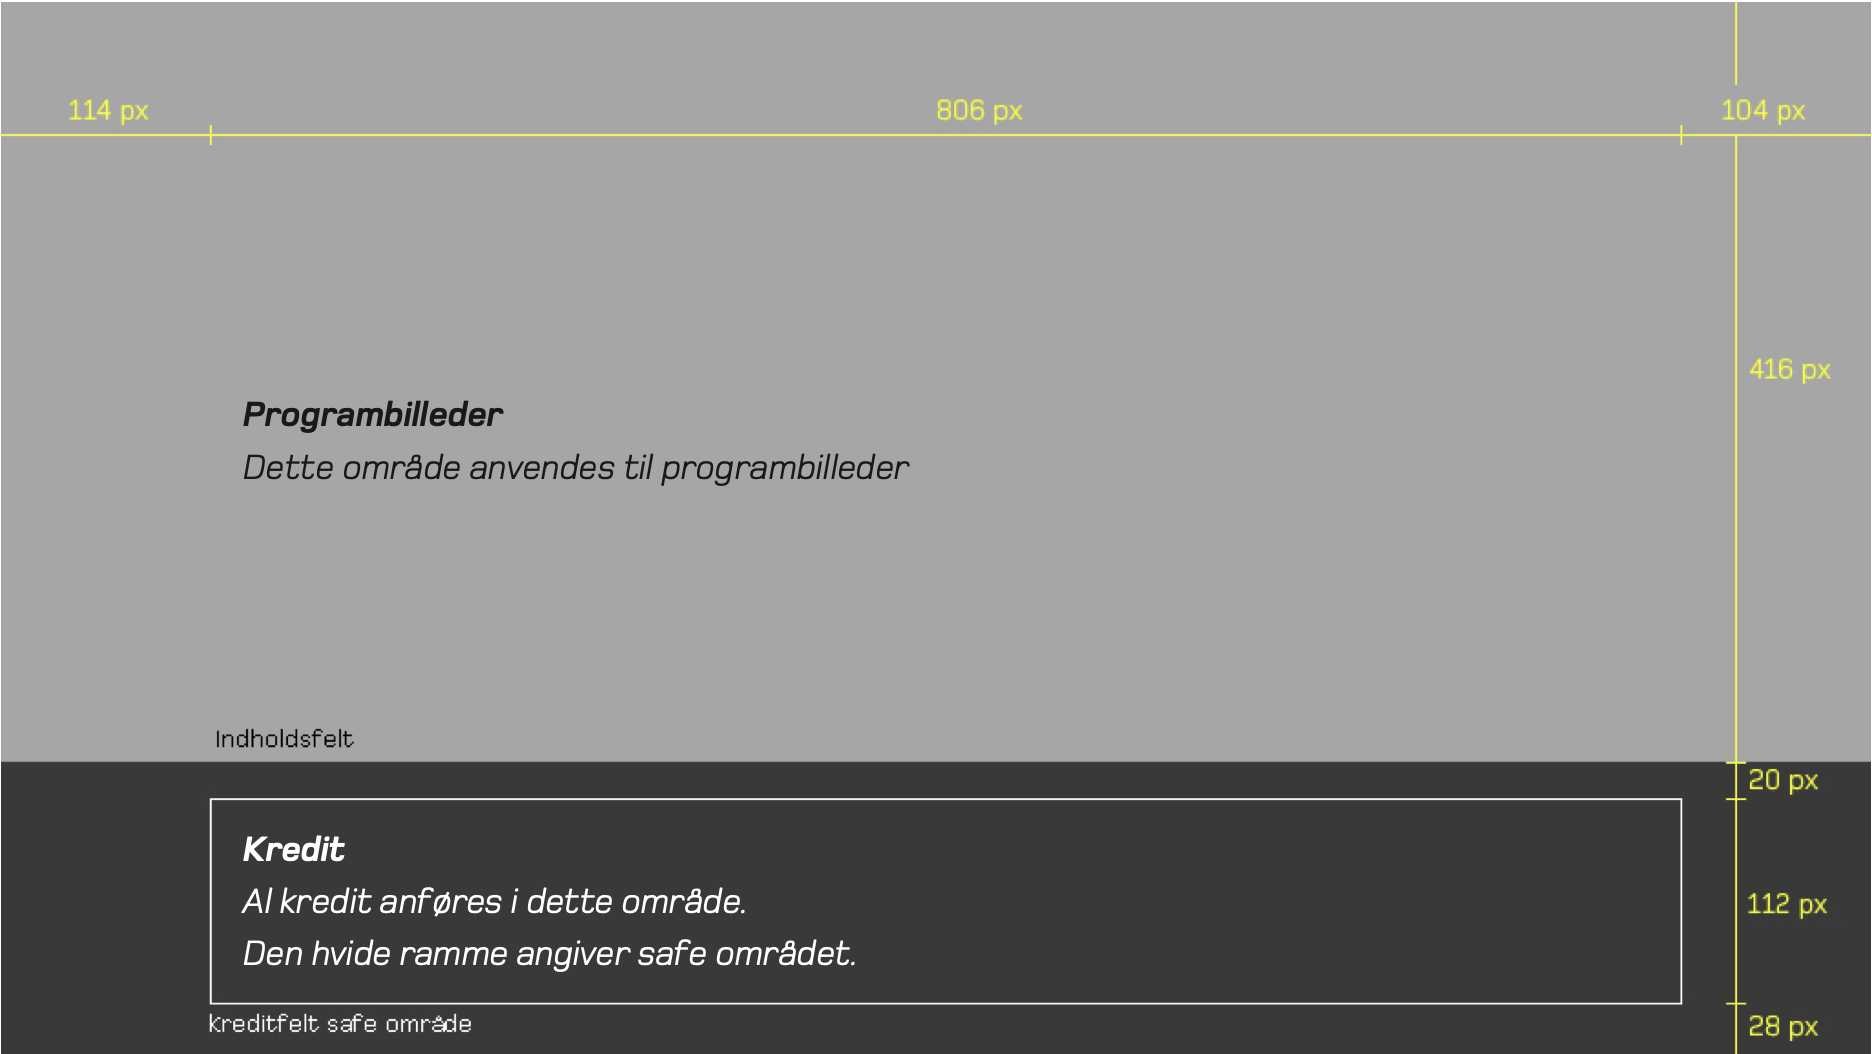 114 px
806 px
104 px
416 px
Programbilleder
Dette område anvendes til programbilleder
Indholdsfelt
20 px
Kredit
Al kredit anføres i dette område.
112 px
Den hvide ramme angiver safe området.
kreditfelt safe område
28 px